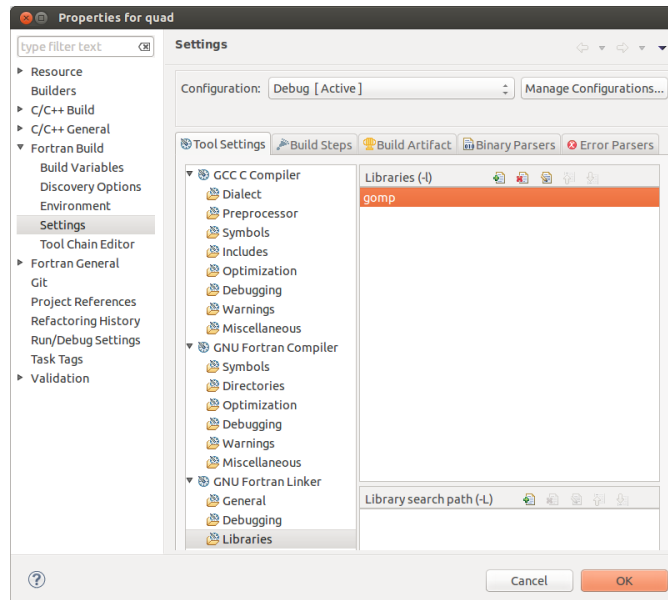 Properties for quad
type filter text
Resource
Builders
C/C++ Build
C/C++ General
Fortran Build
Build Variables
Discovery Options
Environment
Settings
Tool Chain Editor
Fortran General
Git
Project References
Refactoring History
Run/Debug Settings
Task Tags
Validation
Settings
Configuration: Debug [ Active ]
Manage Configurations...
Tool Settings Build Steps Build Artifact Binary Parsers Error Parsers
GCC C Compiler
Dialect
Preprocessor
Symbols
Includes
Optimization
Debugging
Warnings
Miscellaneous
GNU Fortran Compiler
Symbols
Directories
Optimization
Debugging
Warnings
Miscellaneous
GNU Fortran Linker
General
Debugging
Libraries
Libraries (-l)
gomp
Library search path (-L)
Cancel
OK